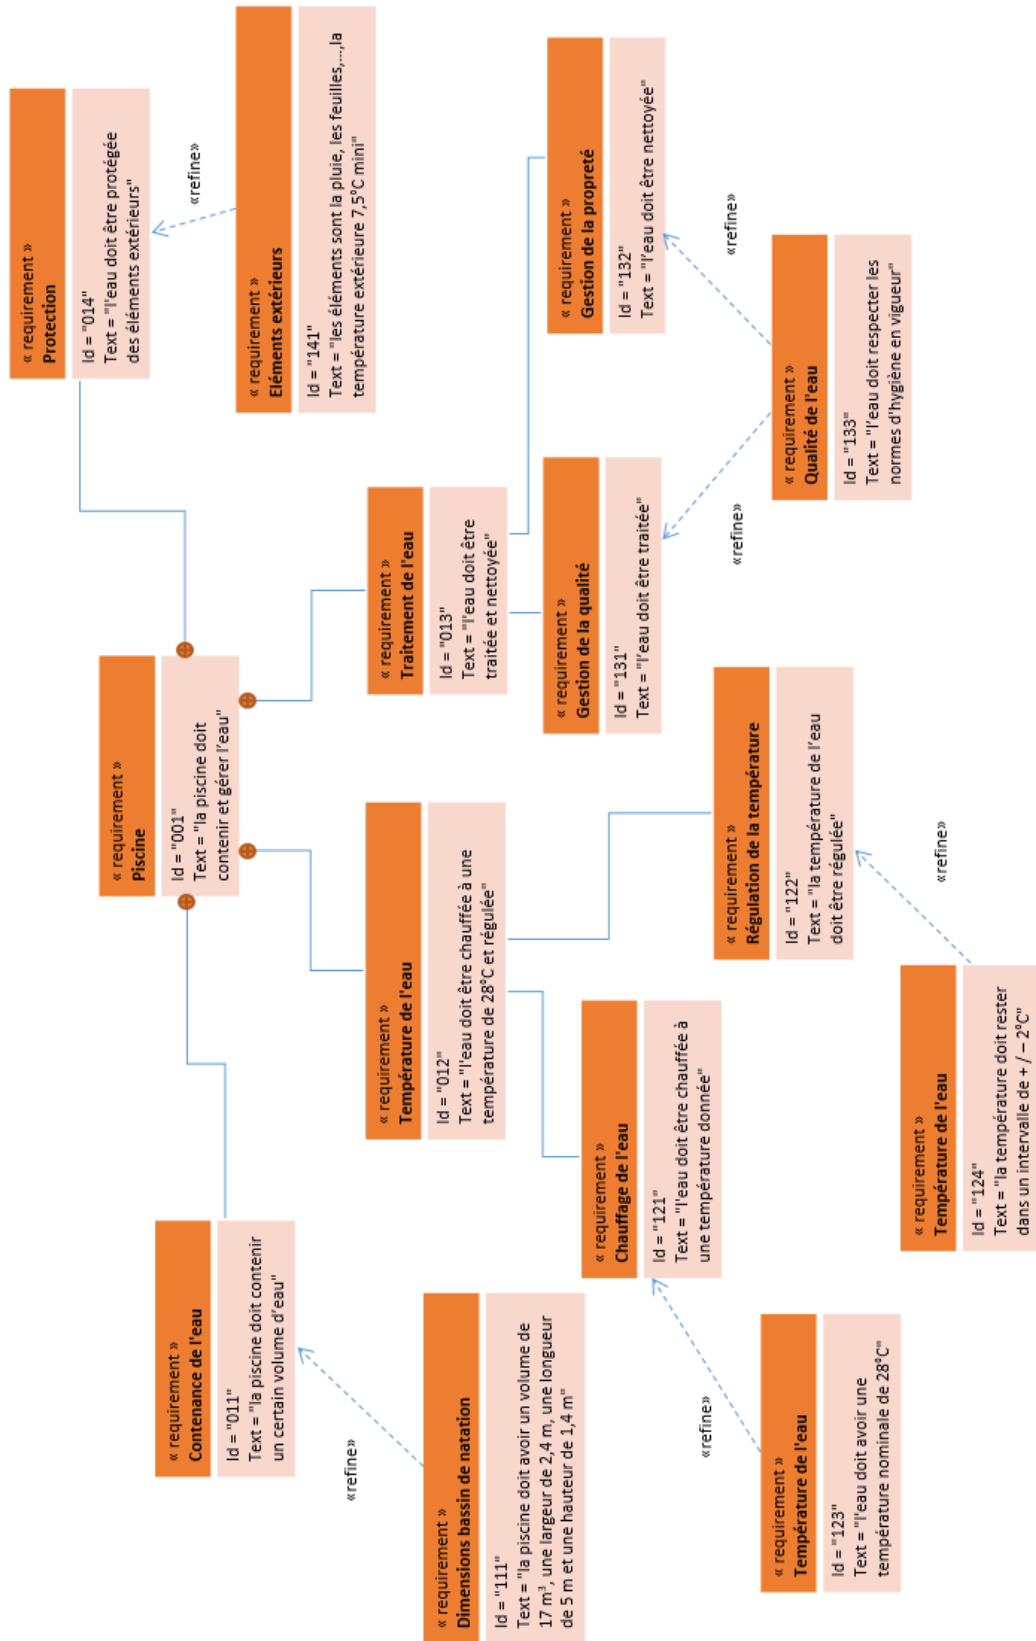 « requirement »
Piscine
Id = "001"
Text = "la piscine doit
contenir et gérer l'eau"
« requirement »
Contenance de l'eau
Id = "011"
Text = "la piscine doit contenir
un certain volume d'eau"
«refine»
« requirement »
Dimensions bassin de natation
Id = "111"
Text = "la piscine doit avoir un volume de
17 m³, une largeur de 2,4 m, une longueur
de 5 m et une hauteur de 1,4 m"
« requirement »
Température de l'eau
Id = "012"
Text = "l'eau doit être chauffée à une
température de 28°C et régulée"
« requirement »
Chauffage de l'eau
Id = "121"
Text = "l'eau doit être chauffée à
une température donnée"
«refine»
« requirement »
Température de l'eau
Id = "123"
Text = "l'eau doit avoir une
température nominale de 28°C"
« requirement »
Régulation de la température
Id = "122"
Text = "la température de l'eau
doit être régulée"
«refine»
« requirement »
Température de l'eau
Id = "124"
Text = "la température doit rester
dans un intervalle de + / – 2°C"
« requirement »
Traitement de l'eau
Id = "013"
Text = "l'eau doit être
traitée et nettoyée"
« requirement »
Gestion de la qualité
Id = "131"
Text = "l'eau doit être traitée"
« requirement »
Gestion de la propreté
Id = "132"
Text = "l'eau doit être nettoyée"
«refine»
«refine»
« requirement »
Qualité de l'eau
Id = "133"
Text = "l'eau doit respecter les
normes d'hygiène en vigueur"
« requirement »
Protection
Id = "014"
Text = "l'eau doit être protégée
des éléments extérieurs"
«refine»
« requirement »
Eléments extérieurs
Id = "141"
Text = "les éléments sont la pluie, les feuilles,...,la
température extérieure 7,5°C mini"